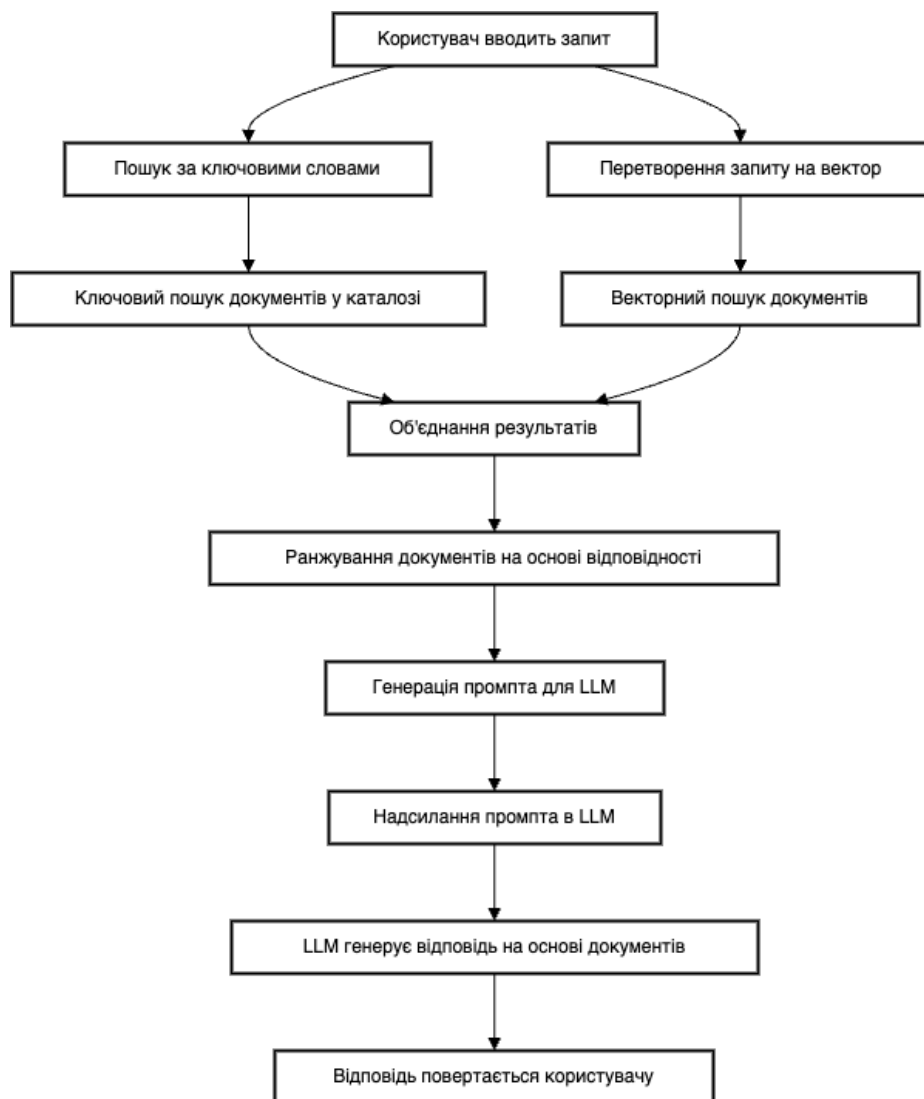 Користувач вводить запит
Пошук за ключовими словами
Перетворення запиту на вектор
Ключовий пошук документів у каталозі
Векторний пошук документів
Об'єднання результатів
Ранжування документів на основі відповідності
Генерація промпта для LLM
Надсилання промпта в LLM
LLM генерує відповідь на основі документів
Відповідь повертається користувачу